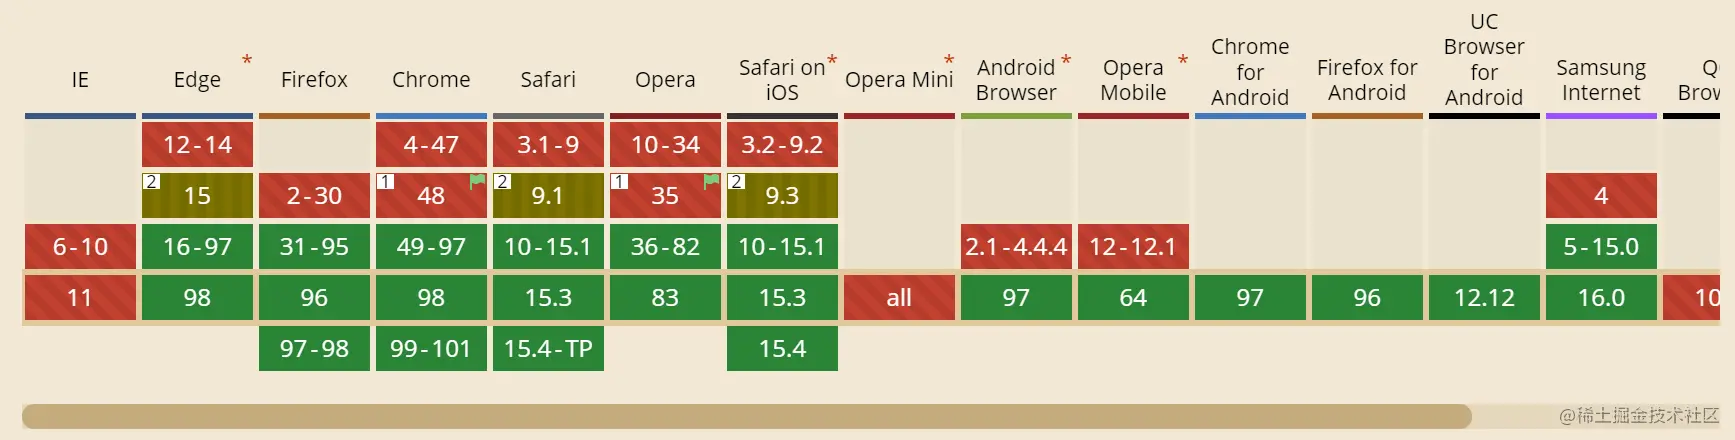 IE
Edge *
Firefox
Chrome
Safari
Opera
Safari on *
iOS
Opera Mini *
Android *
Browser
Opera *
Mobile
Chrome
for
Android
Firefox for
Android
UC
Browser
for
Android
Samsung
Internet
Q
Brow
12-14 4-47 3.1-9 10-34 3.2-9.2
2 15 2-30 1 48 2 9.1 1 35 2 9.3 4
6-10 16-97 31-95 49-97 10-15.1 36-82 10-15.1 2.1-4.4.4 12-12.1 5-15.0
11 98 96 98 15.3 83 15.3 all 97 64 97 96 12.12 16.0 10
97-98 99-101 15.4-TP 15.4
@稀土掘金技术社区